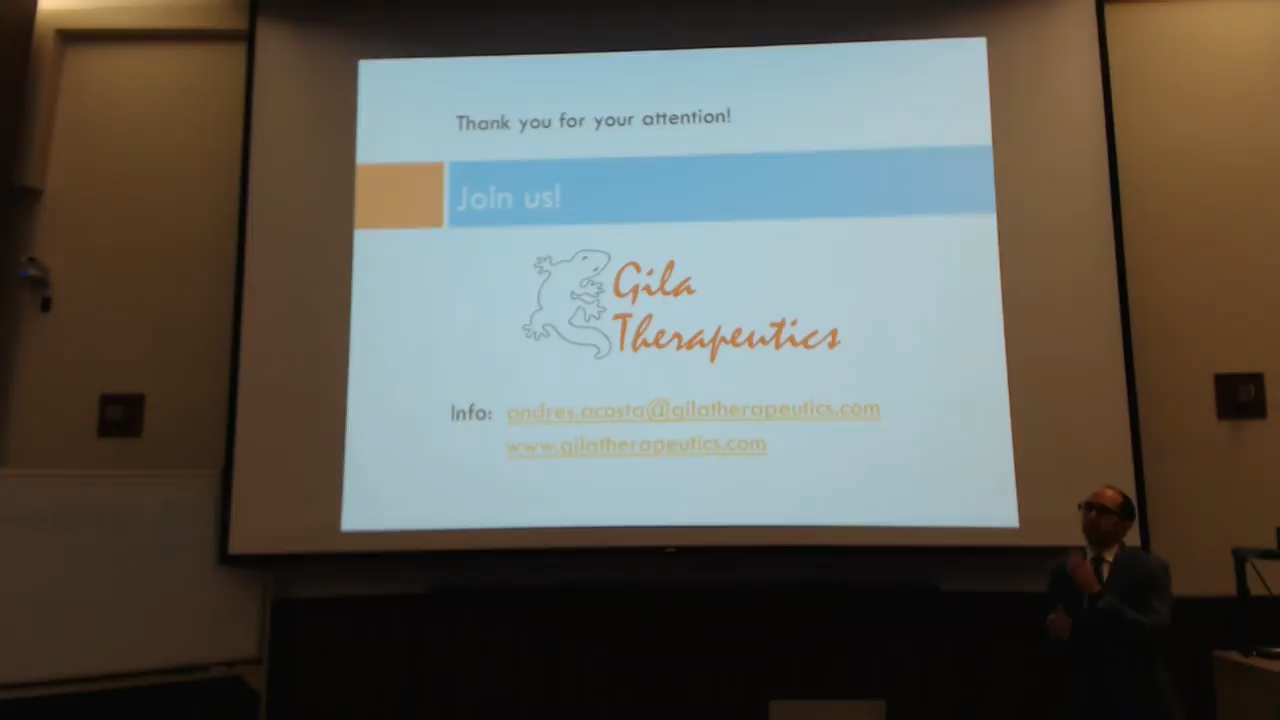 Thank you for your attention!
Join us!
Gila
Therapeutics
Info: andres.acosta@gilatherapeutics.com
www.gilatherapeutics.com